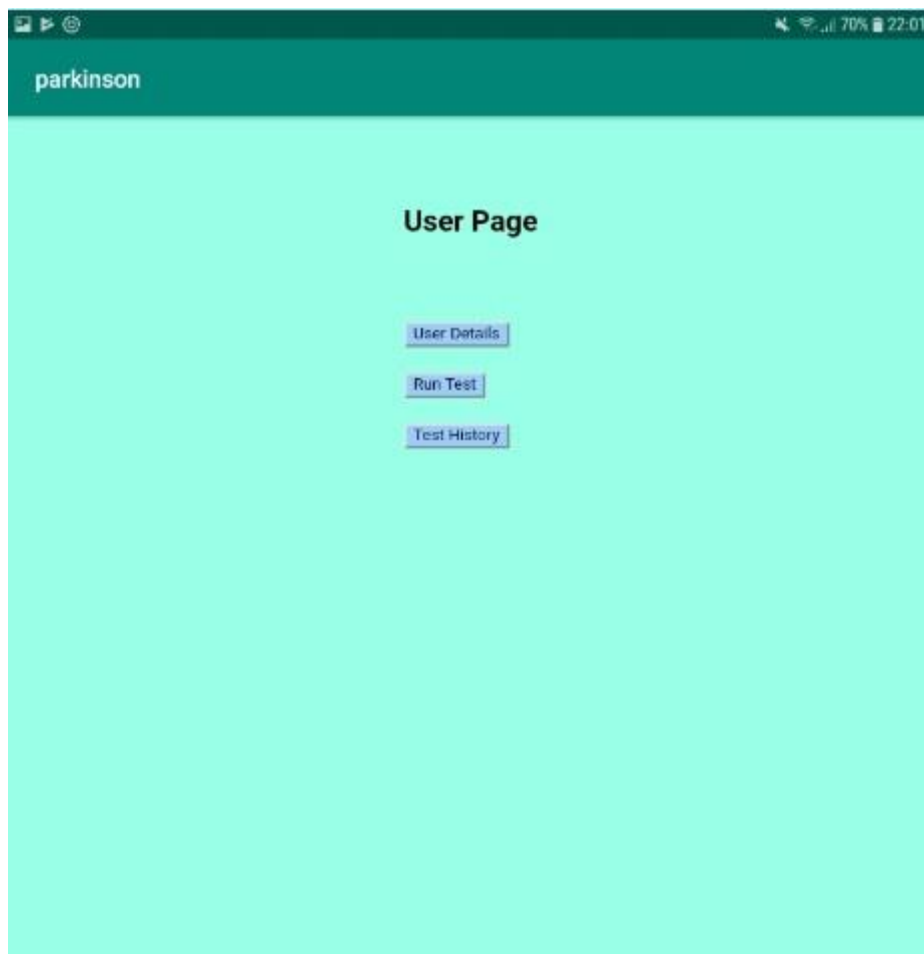 70% 22:01
parkinson
User Page
User Details
Run Test
Test History